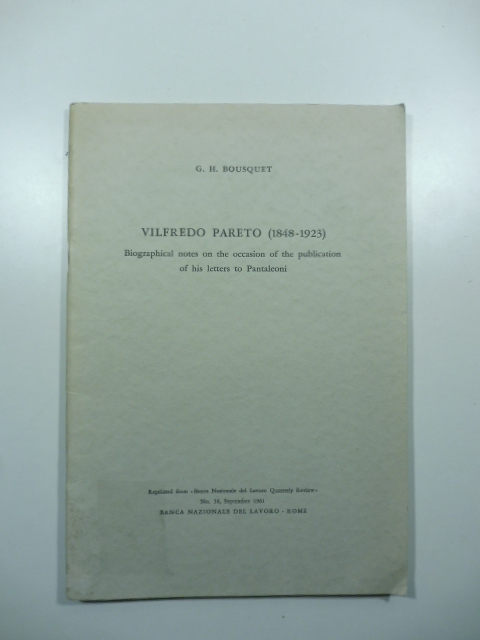 G. H. BOUSQUET
VILFREDO PARETO (1848-1923)
Biographical notes on the occasion of the publication
of his letters to Pantaleoni
Reprinted from «Banca Nazionale del Lavoro Quarterly Review»
No. 58, September 1961
BANCA NAZIONALE DEL LAVORO - ROME